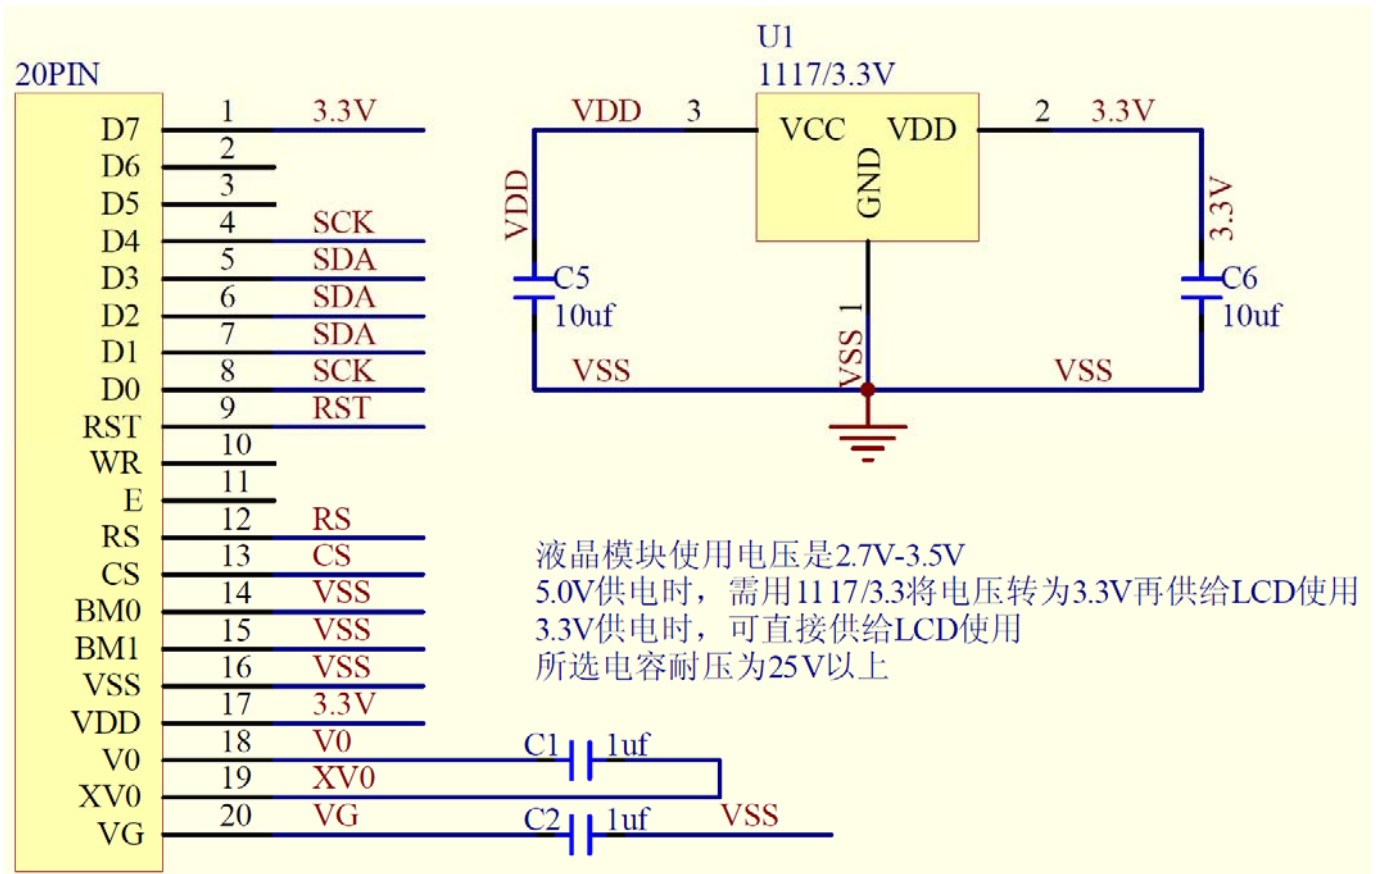 20PIN
D7 1 3.3V
D6 2
D5 3
D4 4 SCK
D3 5 SDA
D2 6 SDA
D1 7 SDA
D0 8 SCK
RST 9 RST
WR 10
E 11
RS 12 RS
CS 13 CS
BM0 14 VSS
BM1 15 VSS
VSS 16 VSS
VDD 17 3.3V
V0 18 V0 C1 1uf
XV0 19 XV0
VG 20 VG C2 1uf VSS
U1
1117/3.3V
VDD 3 VCC VDD 2 3.3V
GND
VDD
3.3V
C5
10uf
C6
10uf
1
VSS
VSS
VSS
液晶模块使用电压是2.7V-3.5V
5.0V供电时，需用1117/3.3将电压转为3.3V再供给LCD使用
3.3V供电时，可直接供给LCD使用
所选电容耐压为25V以上